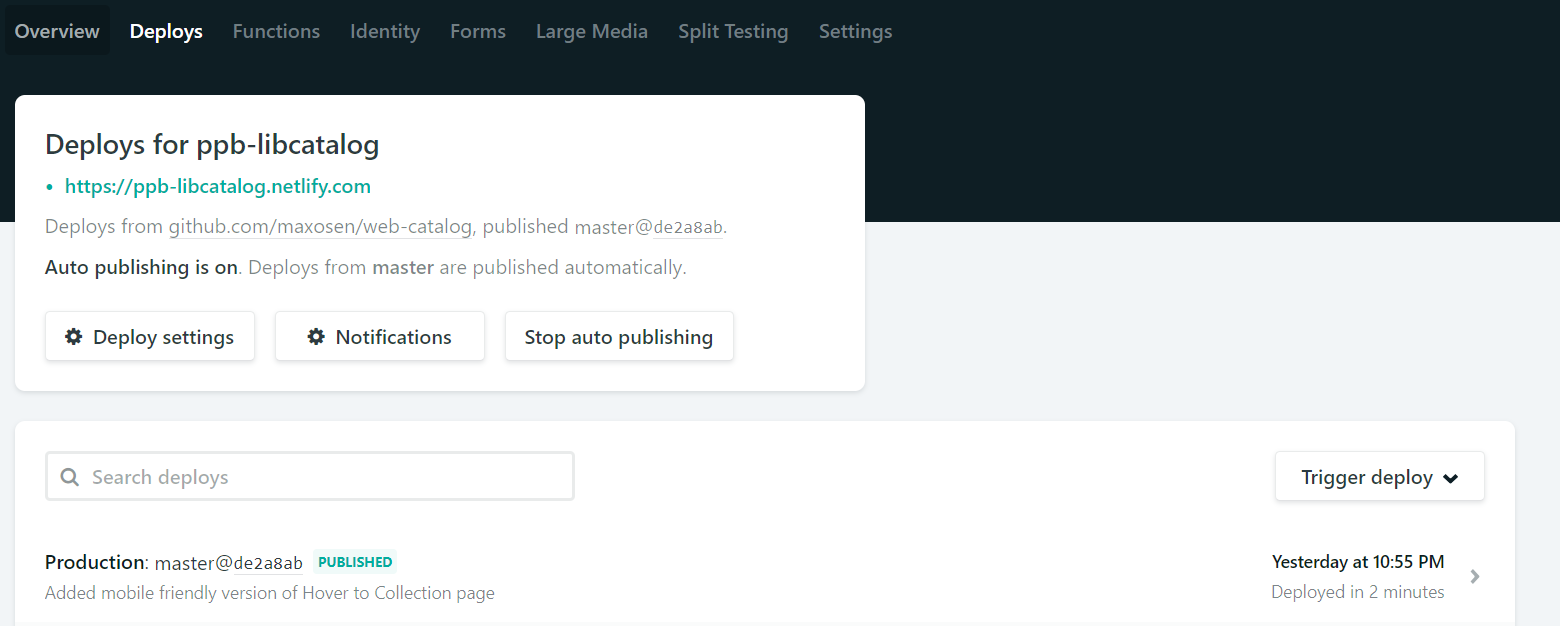 Overview Deploys Functions Identity Forms Large Media Split Testing Settings
Deploys for ppb-libcatalog
• https://ppb-libcatalog.netlify.com
Deploys from github.com/maxosen/web-catalog, published master@de2a8ab.
Auto publishing is on. Deploys from master are published automatically.
Deploy settings Notifications Stop auto publishing
Search deploys Trigger deploy
Production: master@de2a8ab PUBLISHED Yesterday at 10:55 PM
Added mobile friendly version of Hover to Collection page Deployed in 2 minutes